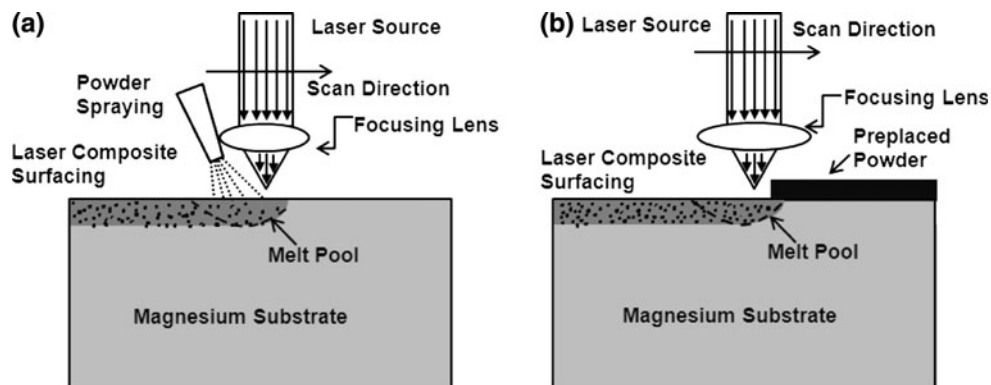 (a)
Laser Source
Powder
Spraying
Scan Direction
Focusing Lens
Laser Composite
Surfacing
Melt Pool
Magnesium Substrate
(b)
Laser Source
Scan
Direction
Focusing Lens
Preplaced
Powder
Laser Composite
Surfacing
Melt Pool
Magnesium Substrate